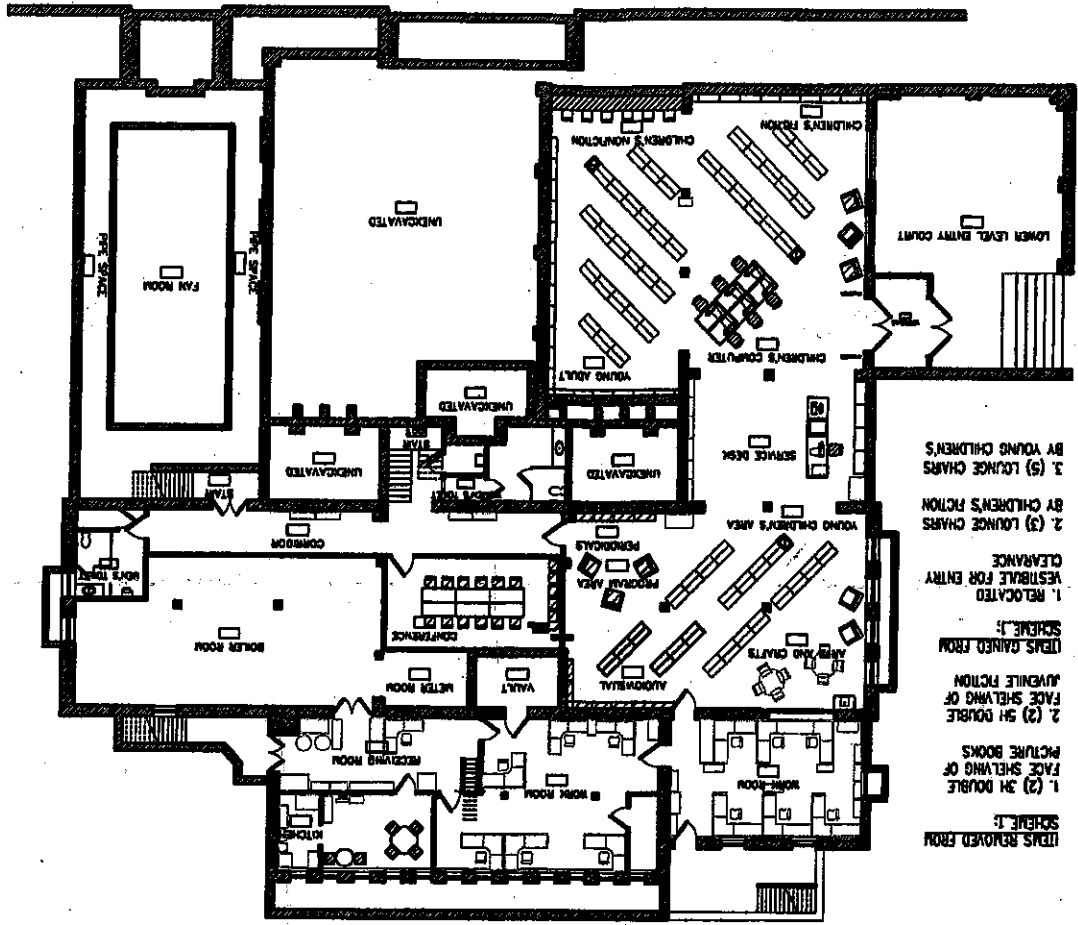 ITEMS REMOVED FROM
SCHEME 1:
1. (2) 3H DOUBLE
FACE SHELVING OF
PICTURE BOOKS
2. (2) 5H DOUBLE
FACE SHELVING OF
JUVENILE FICTION
ITEMS GAINED FROM
SCHEME 1:
1. RELOCATED
VESTIBULE FOR ENTRY
CLEARANCE
2. (3) LOUNGE CHAIRS
BY CHILDREN'S FICTION
3. (5) LOUNGE CHAIRS
BY YOUNG CHILDREN'S
KITCHEN
WORK-ROOM
WORK ROOM
RECEIVING ROOM
ARTS AND CRAFTS
AUDIOVISUAL
VAULT
METER ROOM
BOILER ROOM
CONFERENCE
PROGRAM AREA
MEN'S TOILET
PERIODICALS
CORRIDOR
YOUNG CHILDREN'S AREA
STAIR
SERVICE DESK
UNEXCAVATED
UNEXCAVATED
STAIR
UNEXCAVATED
YOUNG ADULT
CHILDREN'S COMPUTER
FAN ROOM
PIPE SPACE
PIPE SPACE
LOWER LEVEL ENTRY COURT
UNEXCAVATED
CHILDREN'S NONFICTION
CHILDREN'S FICTION